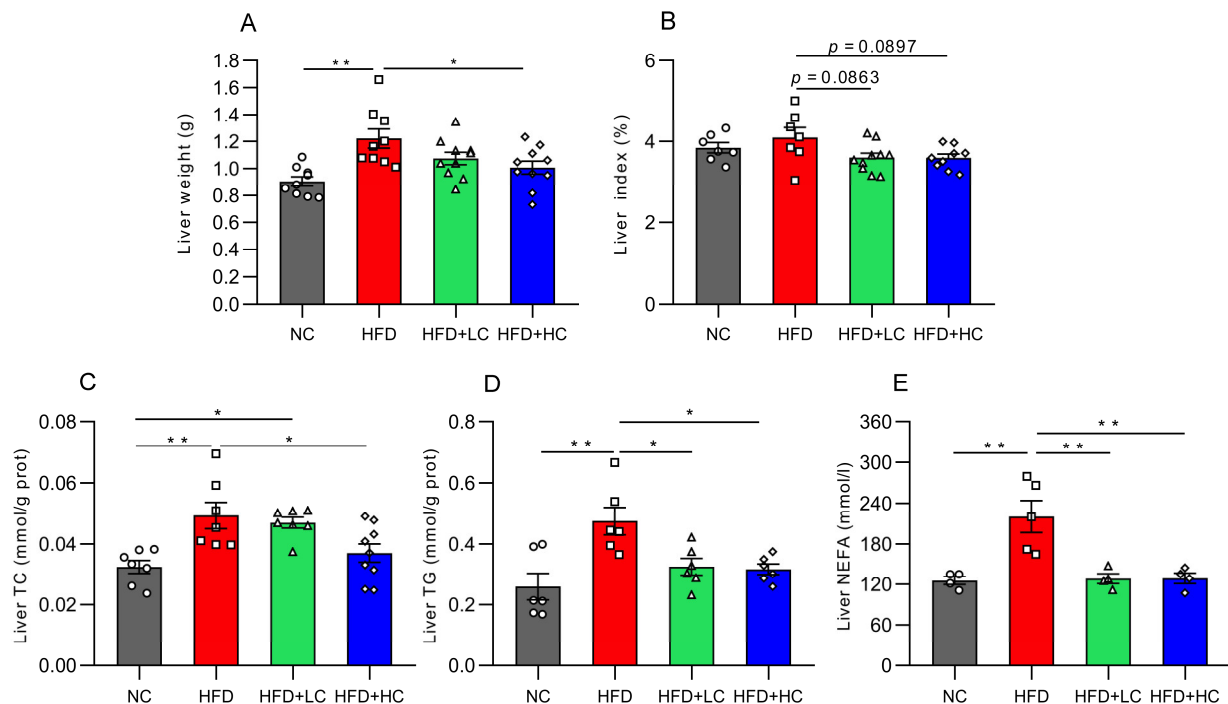 A
Liver weight (g)
1.8
1.6
1.4
1.2
1.0
0.8
0.6
0.4
0.2
0.0
**
*
NC
HFD
HFD+LC
HFD+HC
B
Liver index (%)
6
4
2
0
p = 0.0897
p = 0.0863
NC
HFD
HFD+LC
HFD+HC
C
Liver TC (mmol/g prot)
0.08
0.06
0.04
0.02
0.00
*
**
*
NC
HFD
HFD+LC
HFD+HC
D
Liver TG (mmol/g prot)
0.8
0.6
0.4
0.2
0.0
*
**
*
NC
HFD
HFD+LC
HFD+HC
E
Liver NEFA (mmol/l)
360
300
240
180
120
60
0
**
**
**
NC
HFD
HFD+LC
HFD+HC